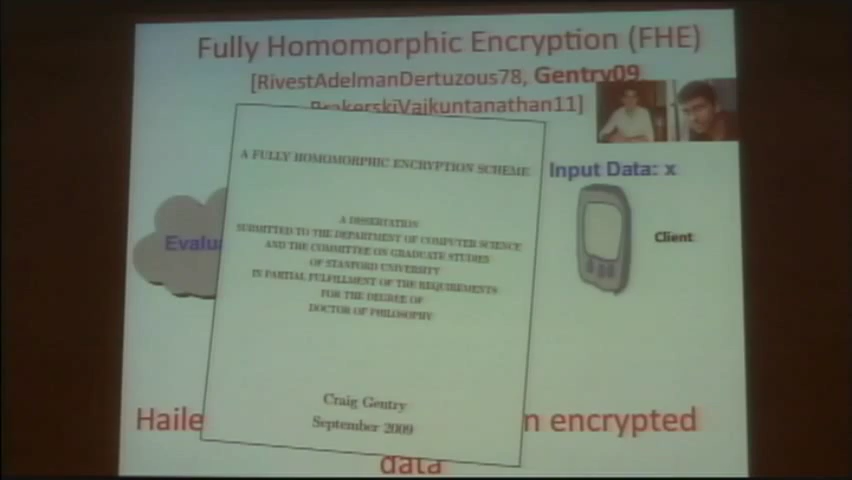 Fully Homomorphic Encryption (FHE)
[RivestAdelmanDertuzous78, Gentry09
BrakerskiVaikuntanathan11]
A FULLY HOMOMORPHIC ENCRYPTION SCHEME
A DISSERTATION
SUBMITTED TO THE DEPARTMENT OF COMPUTER SCIENCE
AND THE COMMITTEE ON GRADUATE STUDIES
OF STANFORD UNIVERSITY
IN PARTIAL FULFILLMENT OF THE REQUIREMENTS
FOR THE DEGREE OF
DOCTOR OF PHILOSOPHY
Craig Gentry
September 2009
Input Data: x
Evalua
Client
Haile n encrypted
data